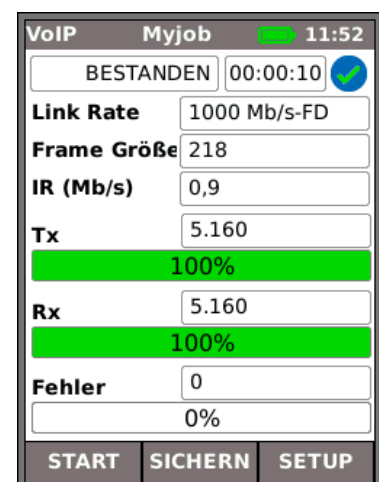 VoIP Myjob 11:52
BESTANDEN 00:00:10
Link Rate 1000 Mb/s-FD
Frame Größe 218
IR (Mb/s) 0,9
Tx 5.160
100%
Rx 5.160
100%
Fehler 0
0%
START SICHERN SETUP